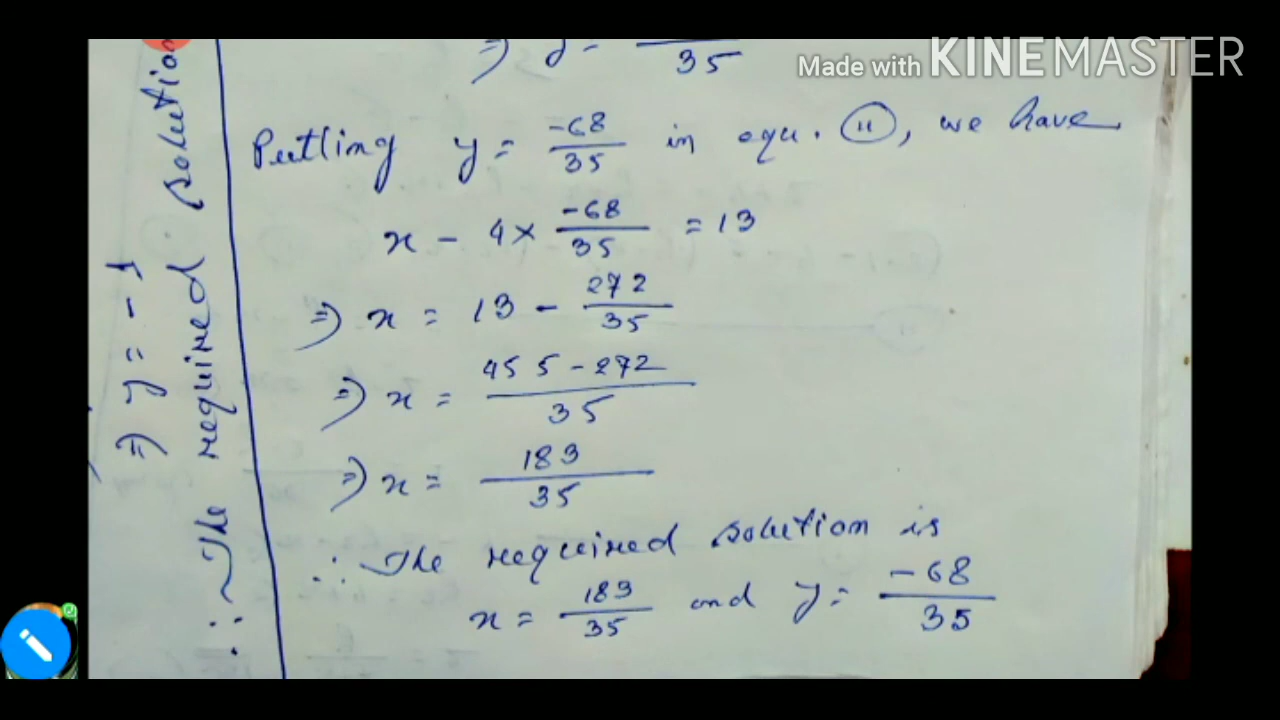 ⇒ y = 35
Made with KINEMASTER
Putting y = -68/35 in equ. (ii), we have
x - 4 × -68/35 = 13
⇒ x = 13 - 272/35
⇒ x = 455-272/35
⇒ x = 183/35
∴ The required solution is
x = 183/35 and y = -68/35
⇒ y = -1
∴ The required solution